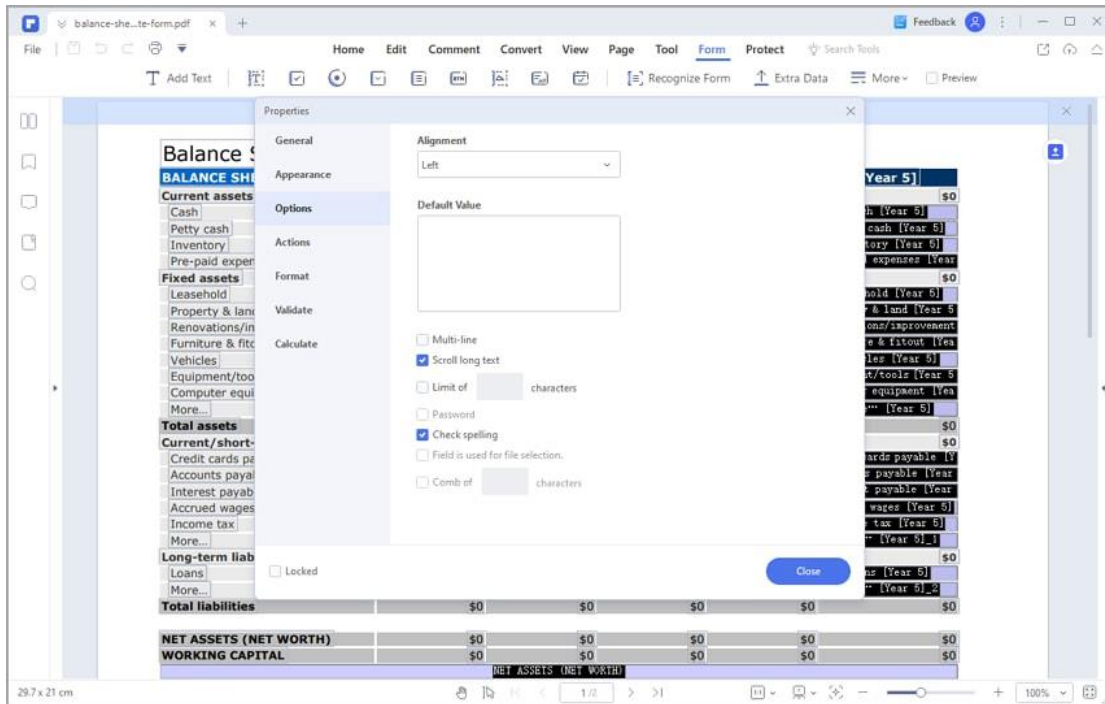 balance-she...te-form.pdf
Feedback
File
Home Edit Comment Convert View Page Tool Form Protect Search Tools
Add Text Recognize Form Extra Data More Preview
Properties
General
Appearance
Options
Actions
Format
Validate
Calculate
Alignment
Left
Default Value
Multi-line
Scroll long text
Limit of characters
Password
Check spelling
Field is used for file selection.
Comb of characters
Locked
Close
Balance
BALANCE
Year 5]
Current assets $0
Cash [Year 5]
Petty cash cash [Year 5]
Inventory [Year 5]
Pre-paid expenses [Year
Fixed assets $0
Leasehold [Year 5]
Property & & land [Year 5
Renovations/in ons/improvement
Furniture & fito e & fitout [Yea
Vehicles [Year 5]
Equipment/too t/tools [Year 5
Computer equi equipment [Yea
More... [Year 5]
Total assets $0
Current/short- $0
Credit cards pa ards payable [Y
Accounts paya payable [Year
Interest payab payable [Year
Accrued wages wages [Year 5]
Income tax tax [Year 5]
More... [Year 5]_1
Long-term liab $0
Loans [Year 5]
More... [Year 5]_2
Total liabilities $0 $0 $0 $0 $0
NET ASSETS (NET WORTH) $0 $0 $0 $0 $0
WORKING CAPITAL $0 $0 $0 $0 $0
NET ASSETS (NET WORTH)
29.7 x 21 cm 1/2 100%